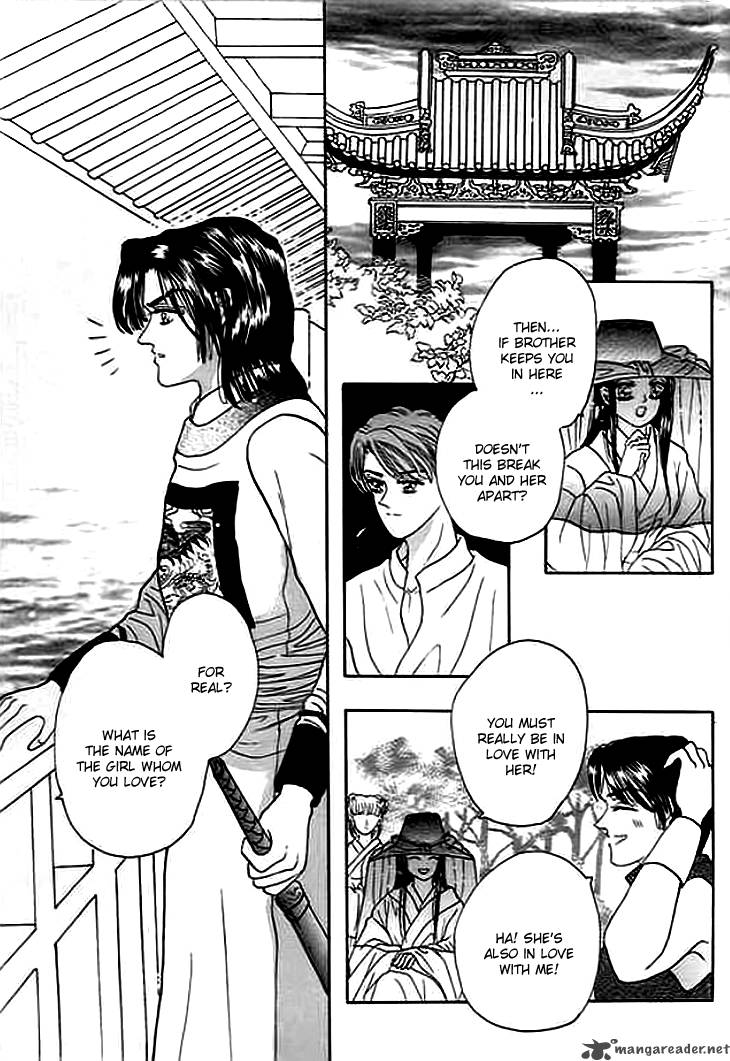 THEN...
IF BROTHER
KEEPS YOU
IN HERE
...
DOESN'T
THIS BREAK
YOU AND HER
APART?
YOU MUST
REALLY BE IN
LOVE WITH
HER!
HA! SHE'S
ALSO IN LOVE
WITH ME!
FOR
REAL?
WHAT IS
THE NAME OF
THE GIRL WHOM
YOU LOVE?
mangareader.net